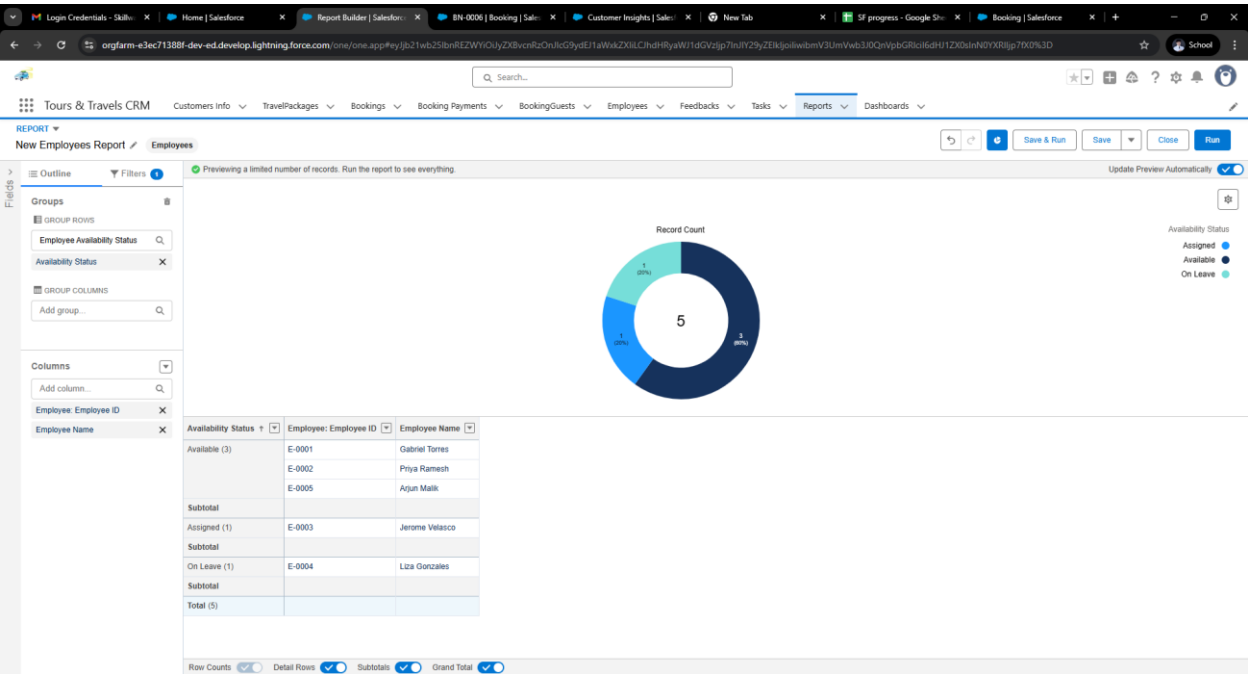 Login Credentials - Skillw
Home | Salesforce
Report Builder | Salesforc
BN-0006 | Booking | Sales
Customer Insights | Sales
New Tab
SF progress - Google She
Booking | Salesforce
School
Search...
Tours & Travels CRM
Customers Info
TravelPackages
Bookings
Booking Payments
BookingGuests
Employees
Feedbacks
Tasks
Reports
Dashboards
REPORT
New Employees Report
Employees
Save & Run
Save
Close
Run
Fields
Outline
Filters
1
Previewing a limited number of records. Run the report to see everything.
Update Preview Automatically
Groups
GROUP ROWS
Employee Availability Status
Availability Status
GROUP COLUMNS
Add group...
Columns
Add column...
Employee: Employee ID
Employee Name
Record Count
1
(20%)
5
1
(20%)
3
(60%)
Availability Status
Assigned
Available
On Leave
Availability Status Employee: Employee ID Employee Name
Available (3) E-0001 Gabriel Torres
E-0002 Priya Ramesh
E-0005 Arjun Malik
Subtotal
Assigned (1) E-0003 Jerome Velasco
Subtotal
On Leave (1) E-0004 Liza Gonzales
Subtotal
Total (5)
Row Counts Detail Rows Subtotals Grand Total